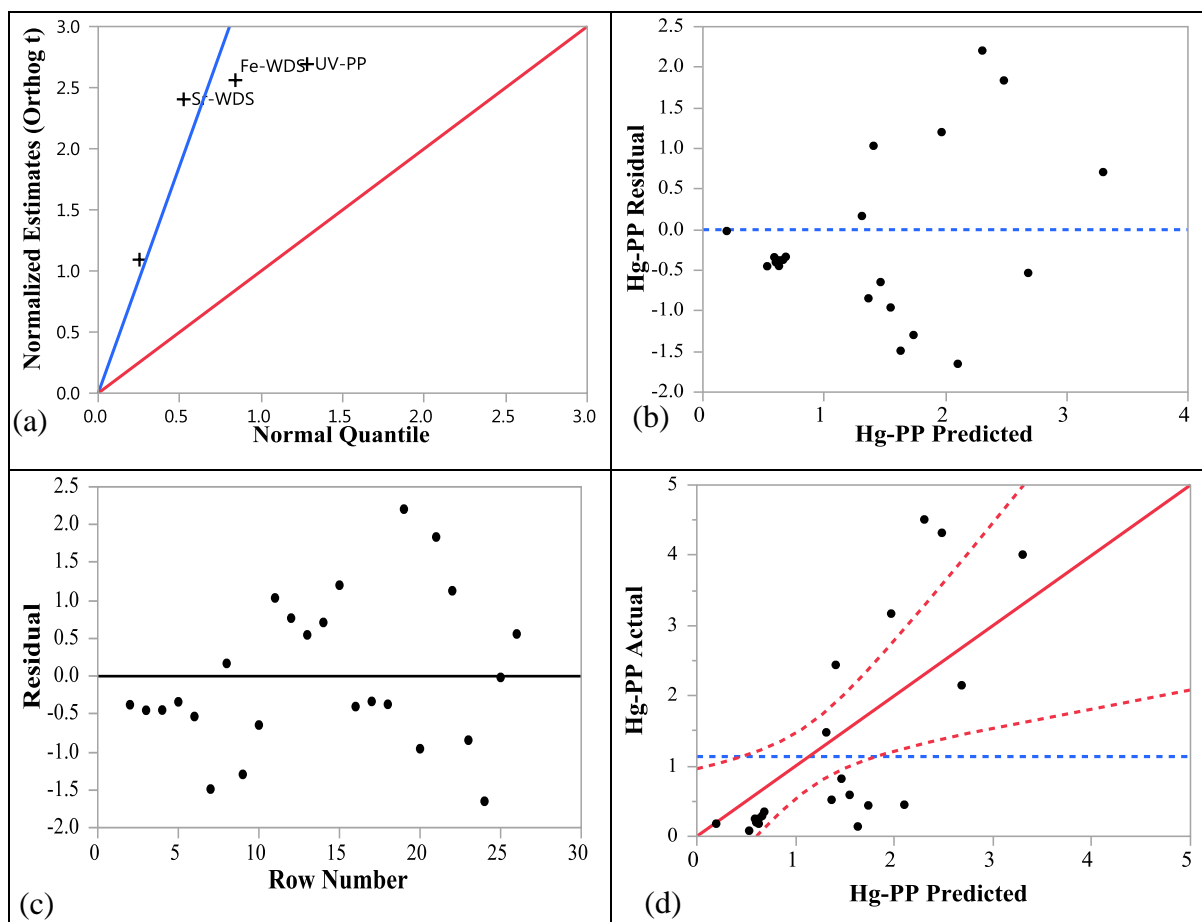 Normalized Estimates (Orthog t)
3.0
2.5
2.0
1.5
1.0
0.5
0.0
Fe-WDS
UV-PP
Sr-WDS
0.0 0.5 1.0 1.5 2.0 2.5 3.0
Normal Quantile
(a)
Hg-PP Residual
2.5
2.0
1.5
1.0
0.5
0.0
-0.5
-1.0
-1.5
-2.0
0 1 2 3 4
Hg-PP Predicted
(b)
Residual
2.5
2.0
1.5
1.0
0.5
0.0
-0.5
-1.0
-1.5
-2.0
0 5 10 15 20 25 30
Row Number
(c)
Hg-PP Actual
5
4
3
2
1
0
0 1 2 3 4 5
Hg-PP Predicted
(d)